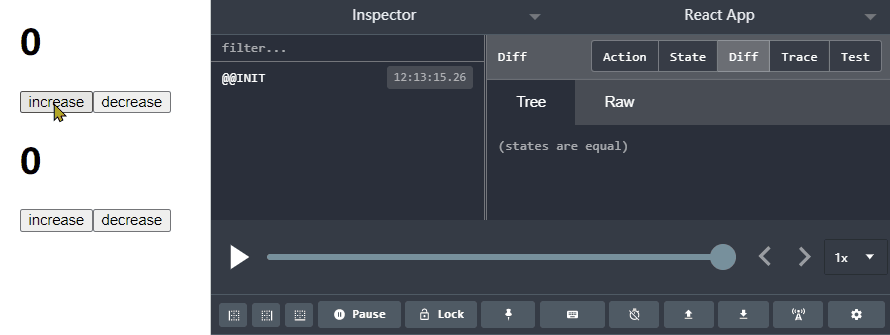 0
increase decrease
0
increase decrease
Inspector React App
filter...
@@INIT 12:13:15.26
Diff Action State Diff Trace Test
Tree Raw
(states are equal)
1x
Pause Lock